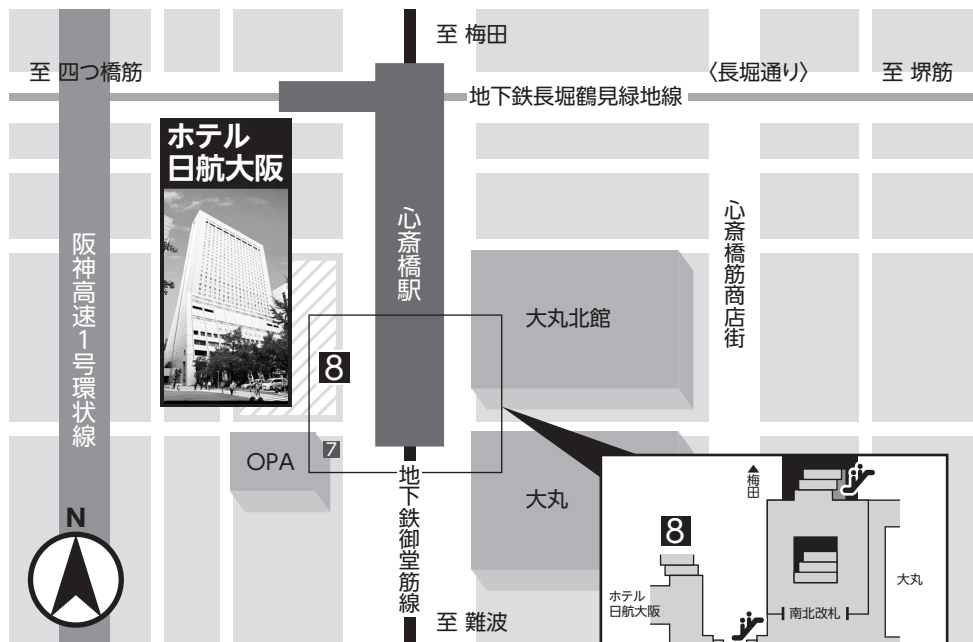 至 梅田
至 四つ橋筋
〈長堀通り〉
至 堺筋
地下鉄長堀鶴見緑地線
ホテル
日航大阪
心斎橋駅
心斎橋筋商店街
阪神高速1号環状線
大丸北館
8
7
OPA
大丸
地下鉄御堂筋線
至 難波
N
▲梅田
8
ホテル
日航大阪
南北改札
大丸